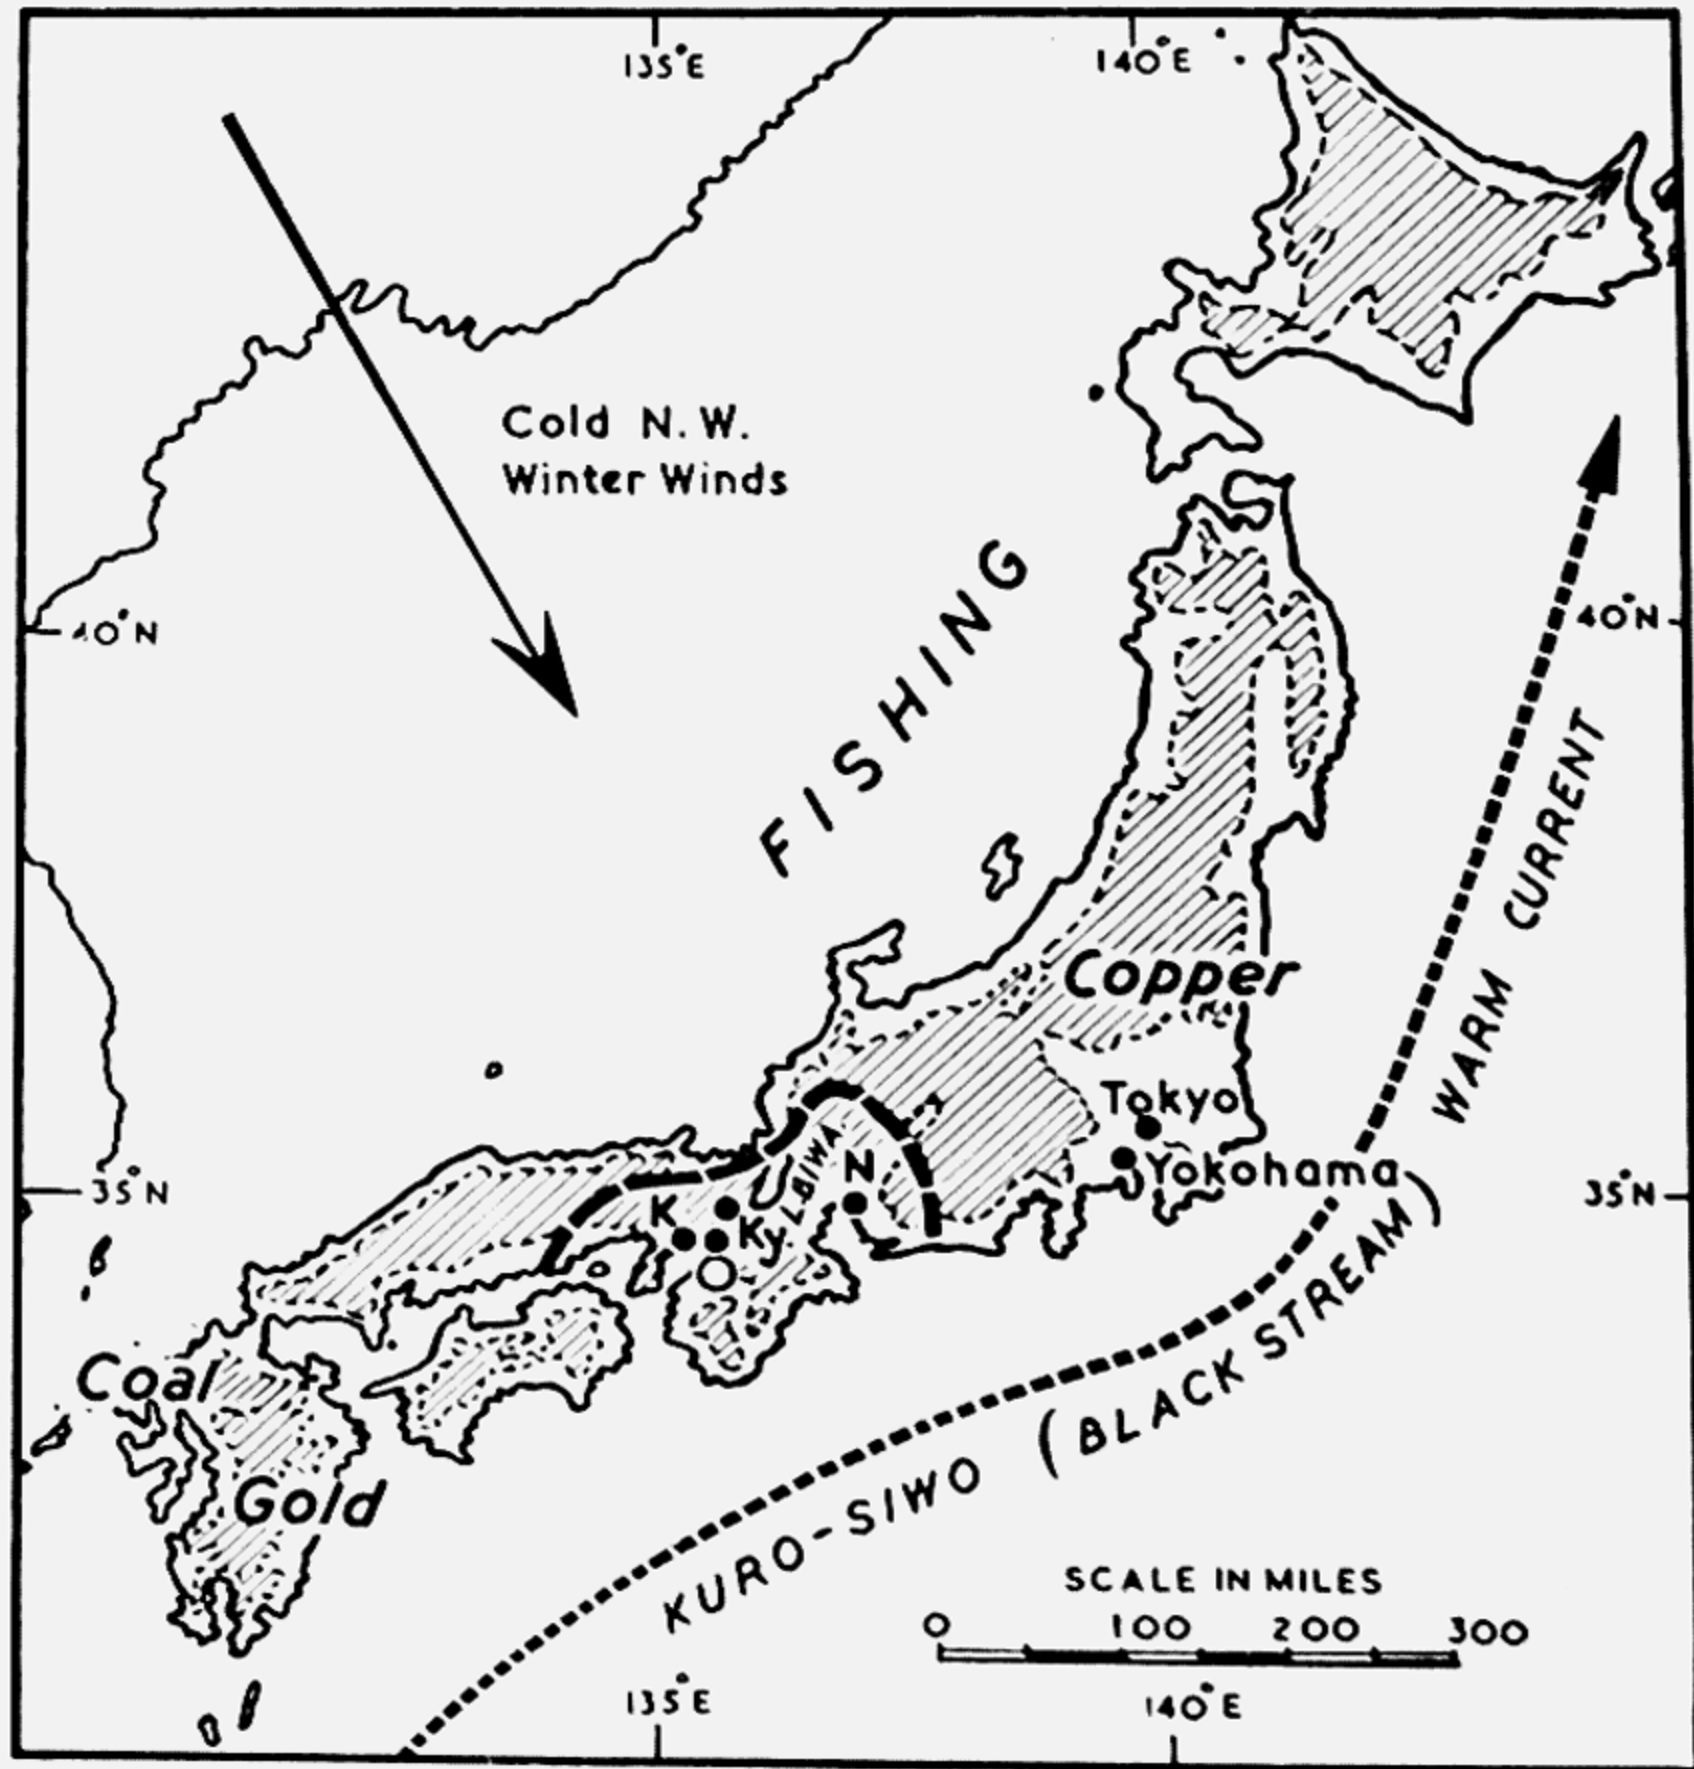 135°E
140°E
Cold N.W.
Winter Winds
FISHING
40°N
40°N
WARM CURRENT
Copper
Tokyo
Yokohama
L. BIWA
N
K
Ky.
35°N
35°N
Coal
Gold
KURO-SIWO (BLACK STREAM)
SCALE IN MILES
0 100 200 300
135°E
140°E